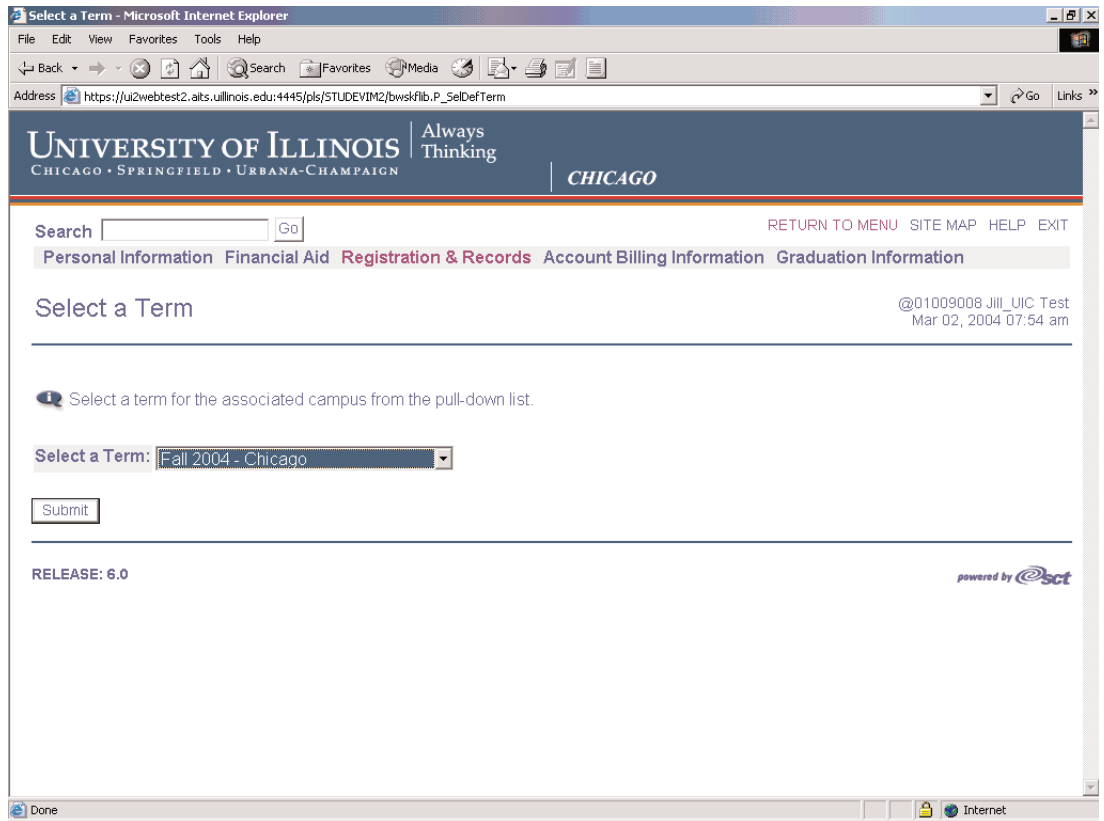 Select a Term - Microsoft Internet Explorer
File Edit View Favorites Tools Help
Back Search Favorites Media
Address https://ui2webtest2.aits.uillinois.edu:4445/pls/STUDEVIM2/bwskflib.P_SelDefTerm Go Links »
UNIVERSITY OF ILLINOIS Always Thinking
CHICAGO • SPRINGFIELD • URBANA-CHAMPAIGN
CHICAGO
Search Go RETURN TO MENU SITE MAP HELP EXIT
Personal Information Financial Aid Registration & Records Account Billing Information Graduation Information
Select a Term @01009008 Jill_UIC Test
Mar 02, 2004 07:54 am
Select a term for the associated campus from the pull-down list.
Select a Term: Fall 2004 - Chicago
Submit
RELEASE: 6.0 powered by sct
Done Internet